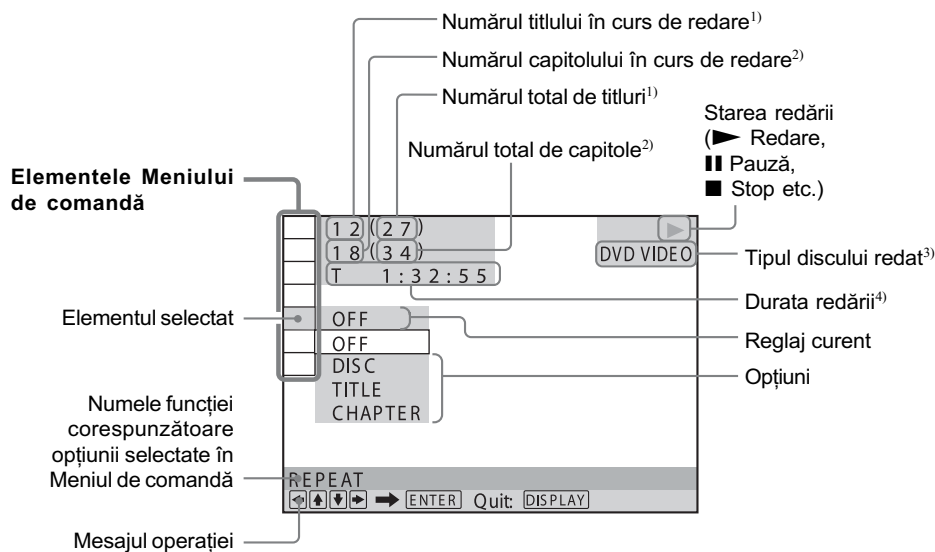 Numărul titlului în curs de redare1)
Numărul capitolului în curs de redare2)
Numărul total de titluri1)
Numărul total de capitole2)
Starea redării
(► Redare,
❚❚ Pauză,
■ Stop etc.)
Elementele Meniului
de comandă
12(27)
18(34)
T 1:32:55
►
DVD VIDEO
Tipul discului redat3)
Durata redării4)
Elementul selectat
OFF
Reglaj curent
OFF
DISC
TITLE
CHAPTER
Opțiuni
Numele funcției
corespunzătoare
opțiunii selectate în
Meniul de comandă
REPEAT
ENTER Quit: DISPLAY
Mesajul operației